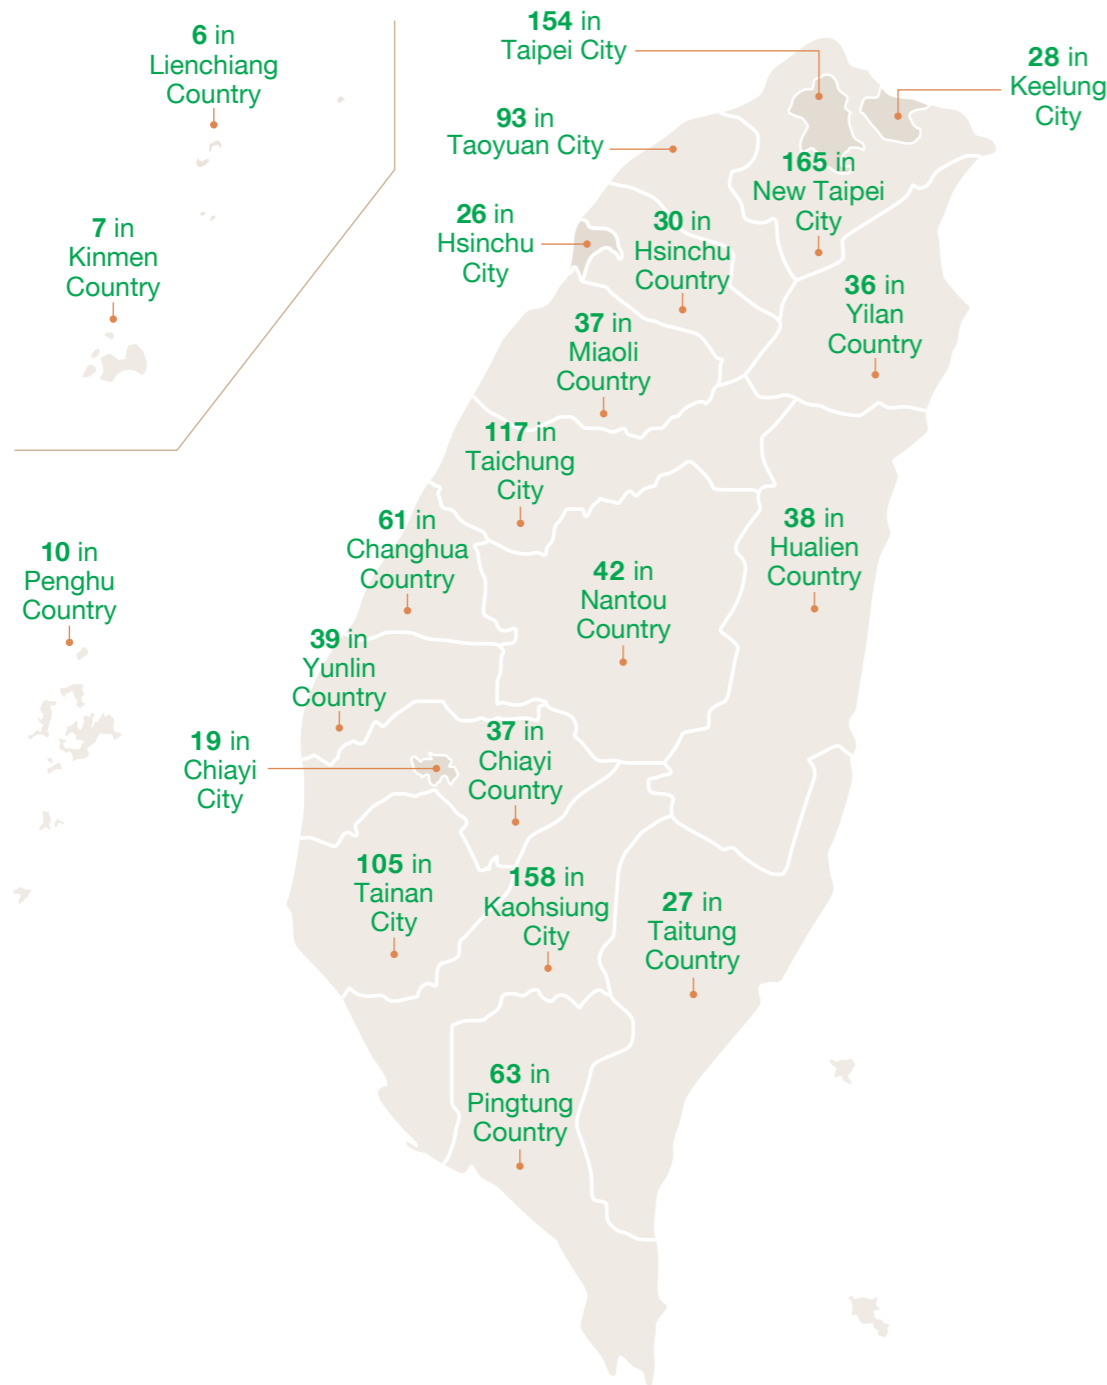 6 in
Lienchiang
Country
154 in
Taipei City
28 in
Keelung
City
93 in
Taoyuan City
165 in
New Taipei
City
7 in
Kinmen
Country
26 in
Hsinchu
City
30 in
Hsinchu
Country
36 in
Yilan
Country
37 in
Miaoli
Country
117 in
Taichung
City
61 in
Changhua
Country
38 in
Hualien
Country
10 in
Penghu
Country
42 in
Nantou
Country
39 in
Yunlin
Country
19 in
Chiayi
City
37 in
Chiayi
Country
105 in
Tainan
City
158 in
Kaohsiung
City
27 in
Taitung
Country
63 in
Pingtung
Country